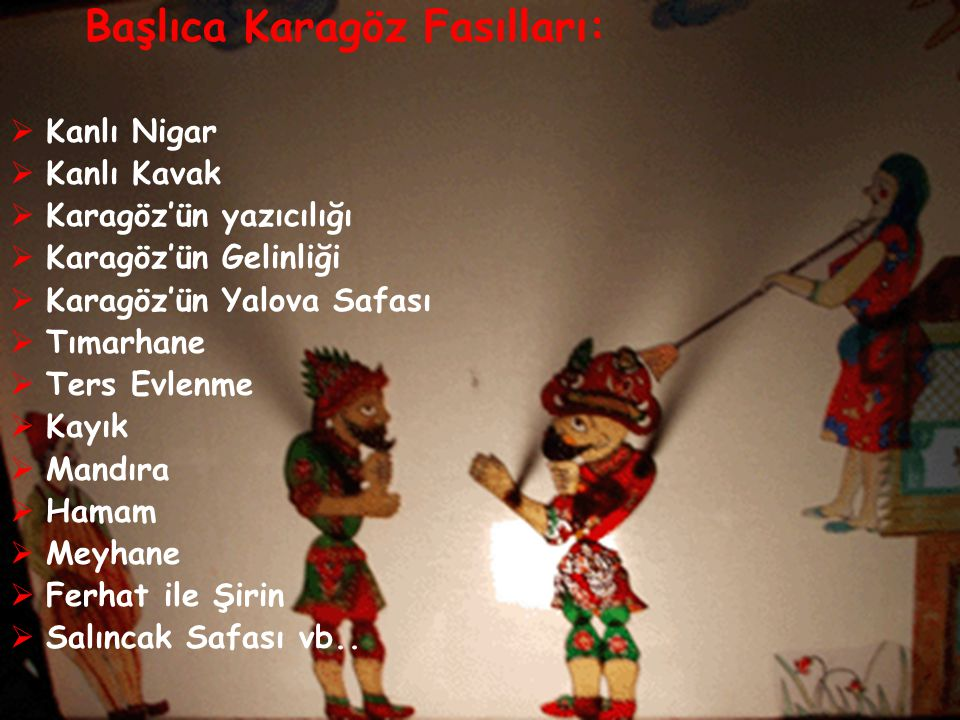 Başlıca Karagöz Fasılları:
Kanlı Nigar
Kanlı Kavak
Karagöz’ün yazıcılığı
Karagöz’ün Gelinliği
Karagöz’ün Yalova Safası
Tımarhane
Ters Evlenme
Kayık
Mandıra
Hamam
Meyhane
Ferhat ile Şirin
Salıncak Safası vb..